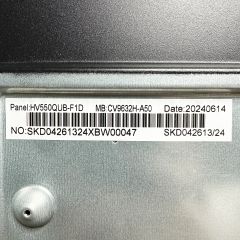 Panel:HV550QUB-F1D MB:CV9632H-A50 Date:20240614
NO:SKD04261324XBW00047 SKD042613/24